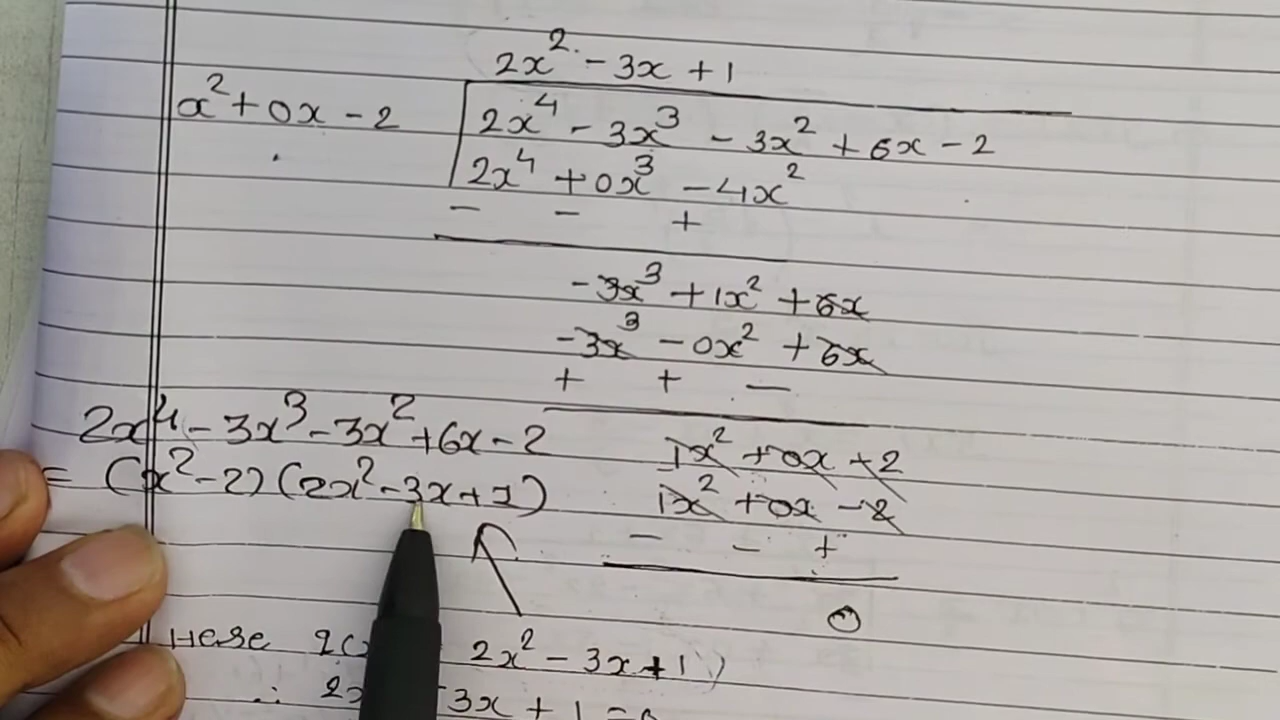 2x² - 3x + 1
x² + 0x - 2
2x⁴ - 3x³ - 3x² + 6x - 2
2x⁴ + 0x³ - 4x²
- - +
-3x³ + 1x² + 6x
-3x³ - 0x² + 6x
+ + -
1x² + 0x + 2
1x² + 0x - 2
- - +
0
2x⁴ - 3x³ - 3x² + 6x - 2
= (x² - 2) (2x² - 3x + 1)
Here 2x² - 3x + 1
∴ 3x + 1 =